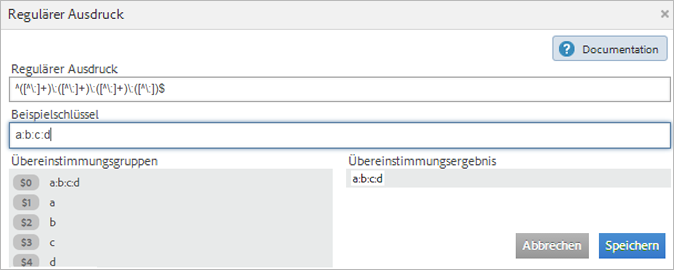 Regulärer Ausdruck
×
? Documentation
Regulärer Ausdruck
^([^\:]+)\:([^\:]+)\:([^\:]+)\:([^\:])$
Beispielschlüssel
a:b:c:d
Übereinstimmungsgruppen
Übereinstimmungsergebnis
$0 a:b:c:d
a:b:c:d
$1 a
$2 b
$3 c
$4 d
Abbrechen
Speichern